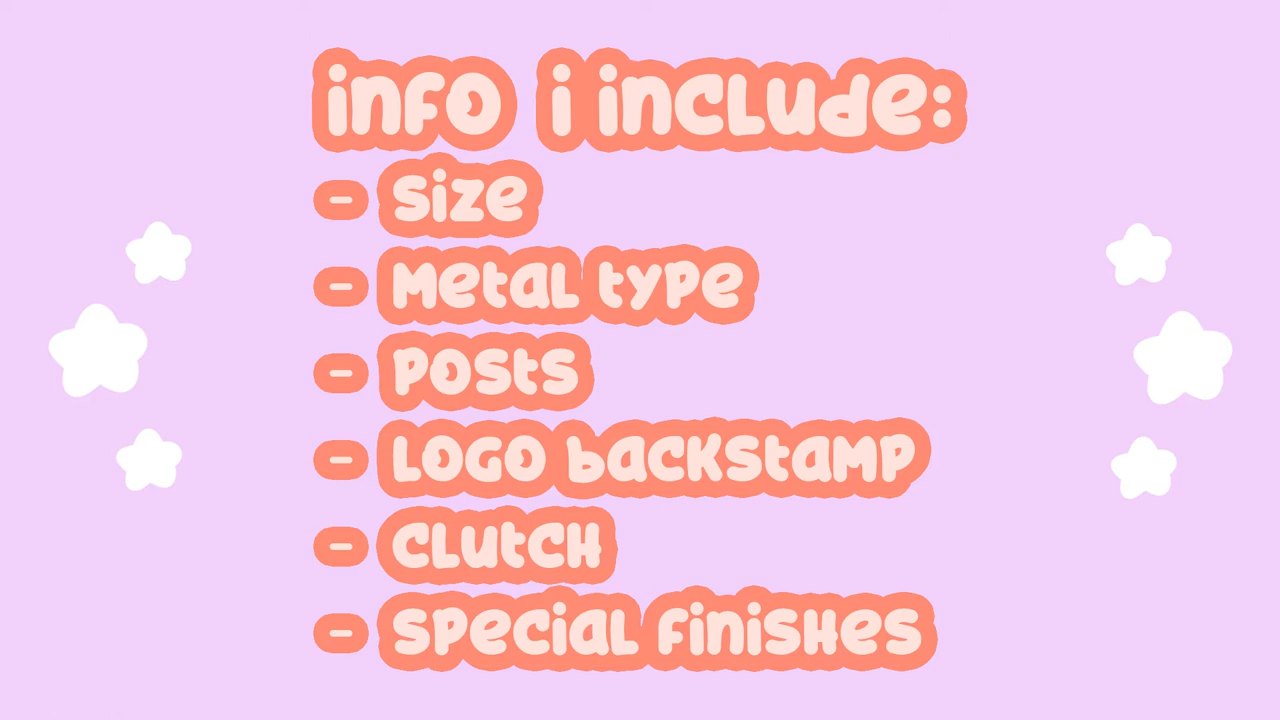 info i include:
- size
- metal type
- posts
- logo backstamp
- clutch
- special finishes